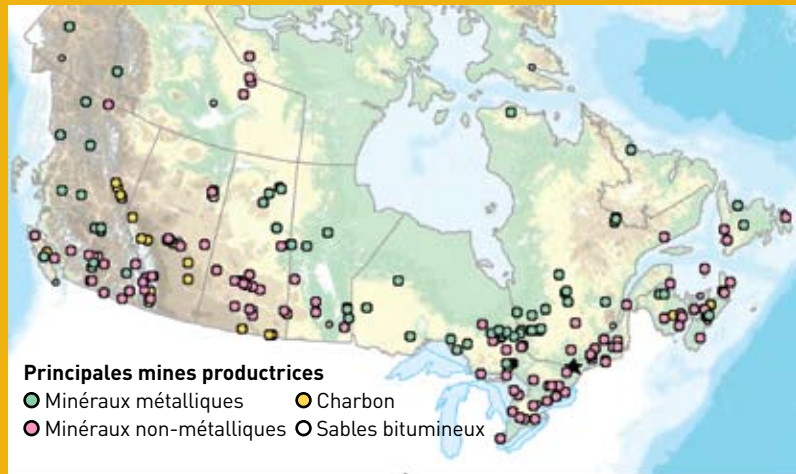 Principales mines productrices
Minéraux métalliques Charbon
Minéraux non-métalliques Sables bitumineux